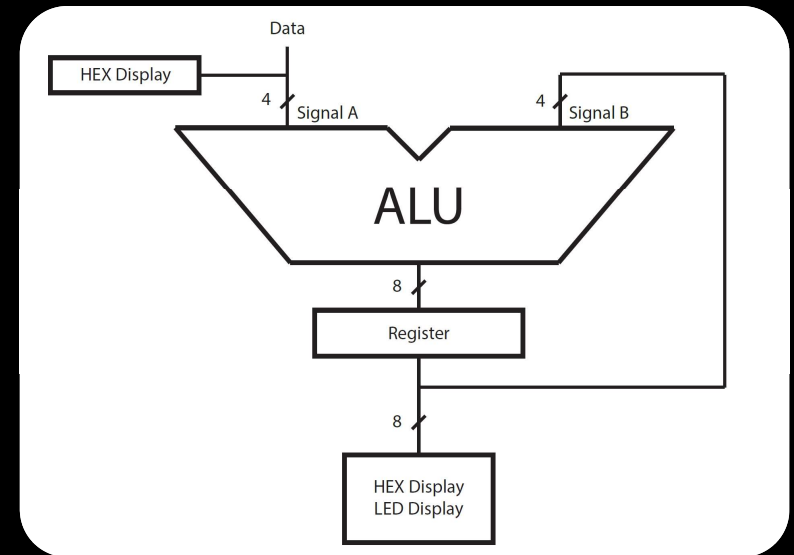 Data
HEX Display
4
Signal A
4
Signal B
ALU
8
Register
8
HEX Display
LED Display